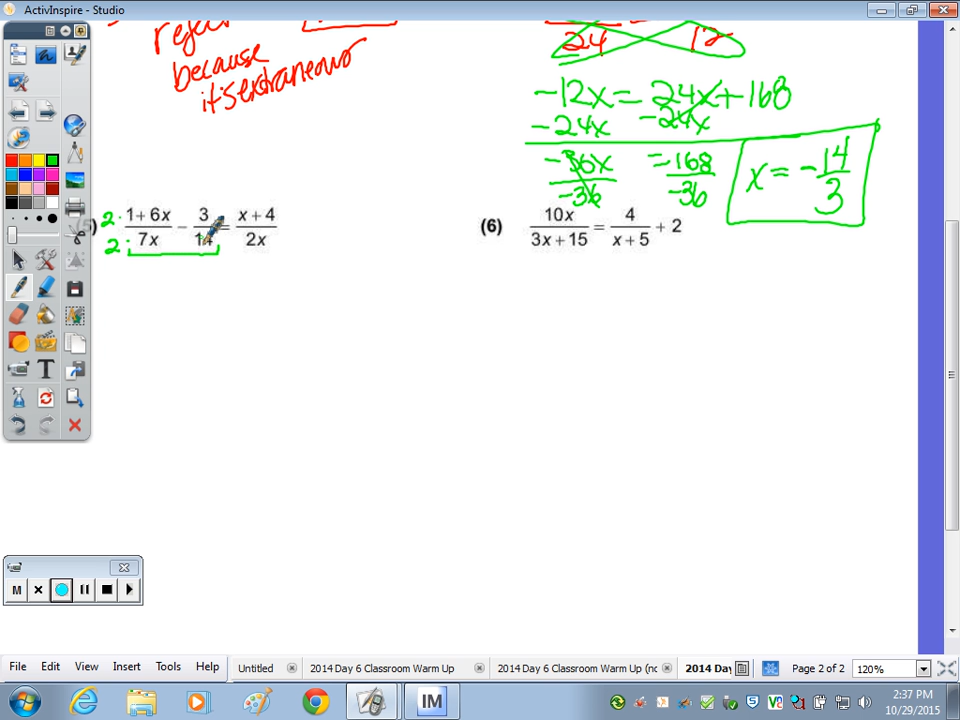 ActivInspire - Studio
reject
because
it's extraneous
24 12
-12x = 24x + 168
-24x -24x
-36x = 168
-36 -36
x = -14/3
2· 1 + 6x / 7x - 3 / 14 = x + 4 / 2x
2·
(5)
(6) 10x / 3x + 15 = 4 / x + 5 + 2
T
M
File Edit View Insert Tools Help Untitled 2014 Day 6 Classroom Warm Up 2014 Day 6 Classroom Warm Up (no 2014 Day Page 2 of 2 120%
IM
2:37 PM
10/29/2015